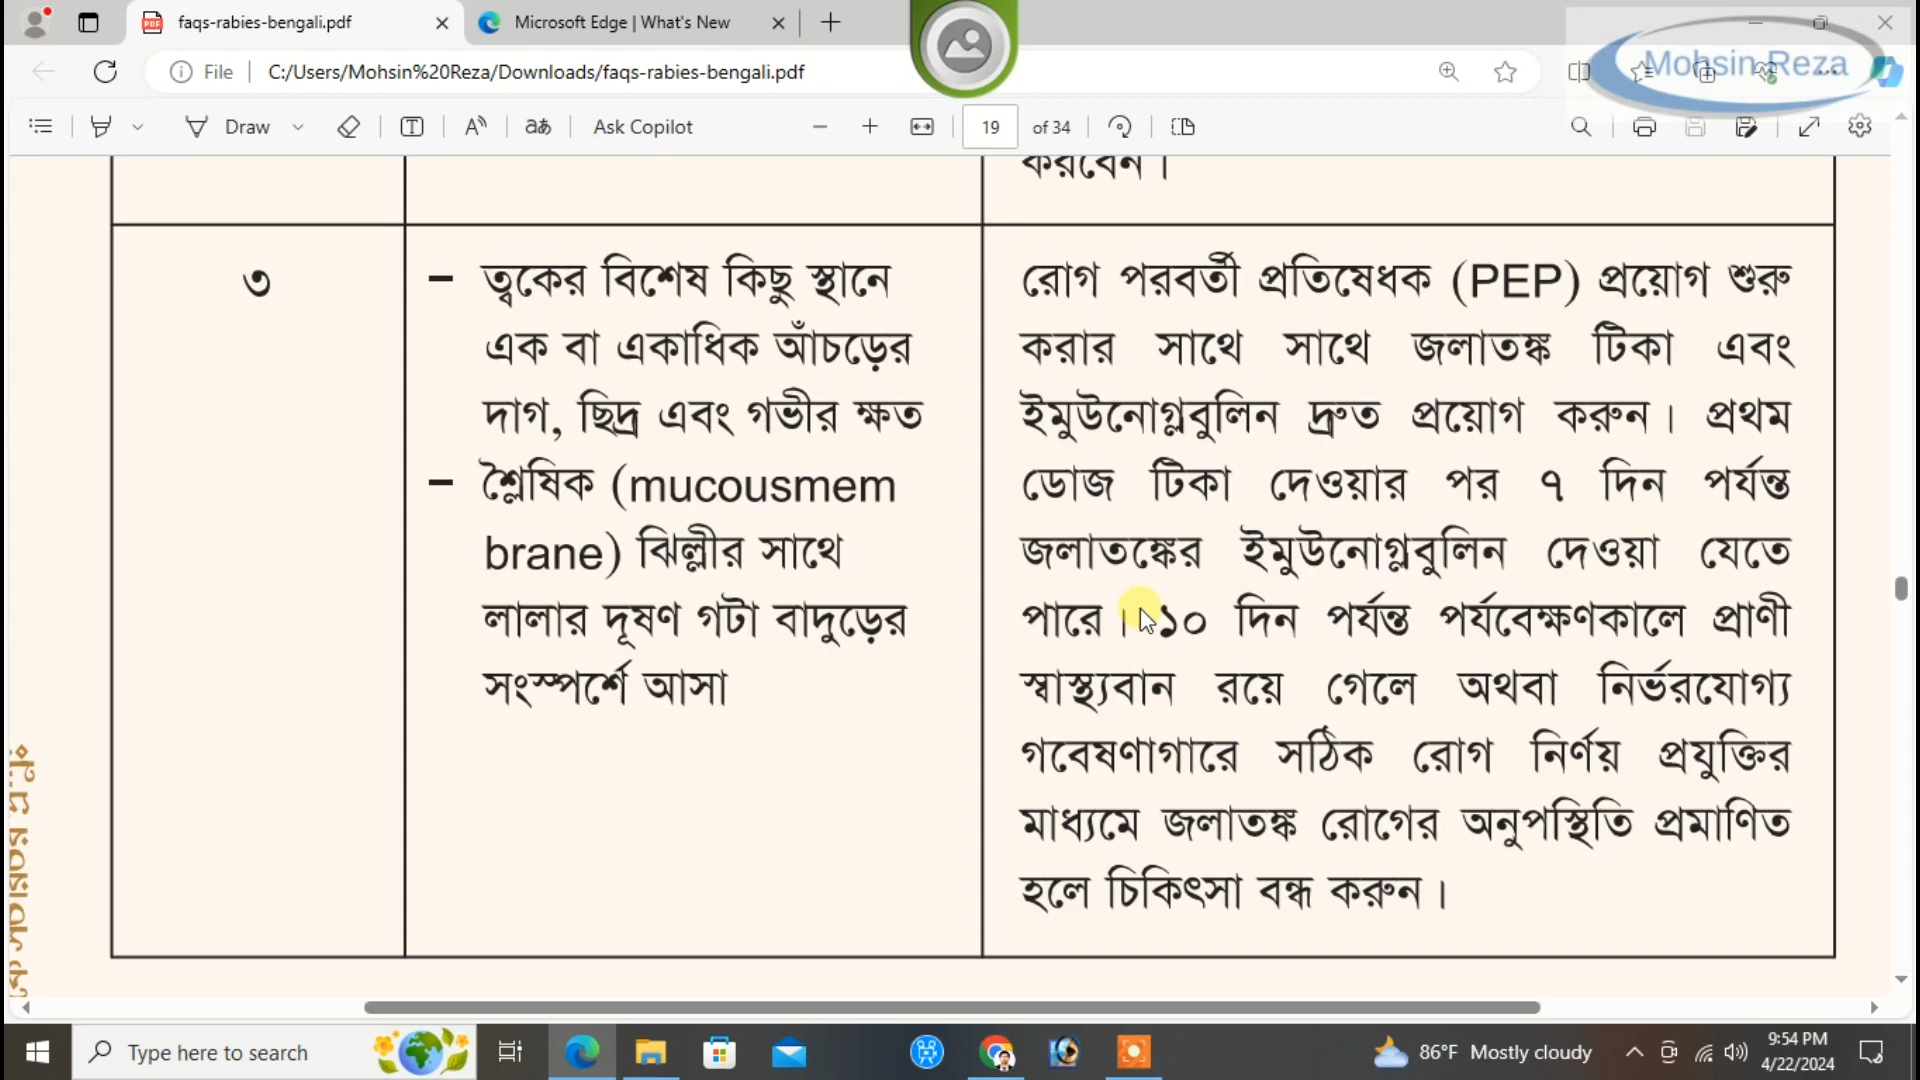 faqs-rabies-bengali.pdf
Microsoft Edge | What's New
File
C:/Users/Mohsin%20Reza/Downloads/faqs-rabies-bengali.pdf
Mohsin Reza
Draw
Ask Copilot
19
of 34
করবেন।
৩
– ত্বকের বিশেষ কিছু স্থানে
এক বা একাধিক আঁচড়ের
দাগ, ছিদ্র এবং গভীর ক্ষত
– শ্লৈষিক (mucousmem
brane) ঝিল্লীর সাথে
লালার দূষণ গটা বাদুড়ের
সংস্পর্শে আসা
রোগ পরবর্তী প্রতিষেধক (PEP) প্রয়োগ শুরু
করার সাথে সাথে জলাতঙ্ক টিকা এবং
ইমুউনোগ্লবুলিন দ্রুত প্রয়োগ করুন। প্রথম
ডোজ টিকা দেওয়ার পর ৭ দিন পর্যন্ত
জলাতঙ্কের ইমুউনোগ্লবুলিন দেওয়া যেতে
পারে। ১০ দিন পর্যন্ত পর্যবেক্ষণকালে প্রাণী
স্বাস্থ্যবান রয়ে গেলে অথবা নির্ভরযোগ্য
গবেষণাগারে সঠিক রোগ নির্ণয় প্রযুক্তির
মাধ্যমে জলাতঙ্ক রোগের অনুপস্থিতি প্রমাণিত
হলে চিকিৎসা বন্ধ করুন।
Type here to search
86°F Mostly cloudy
9:54 PM
4/22/2024